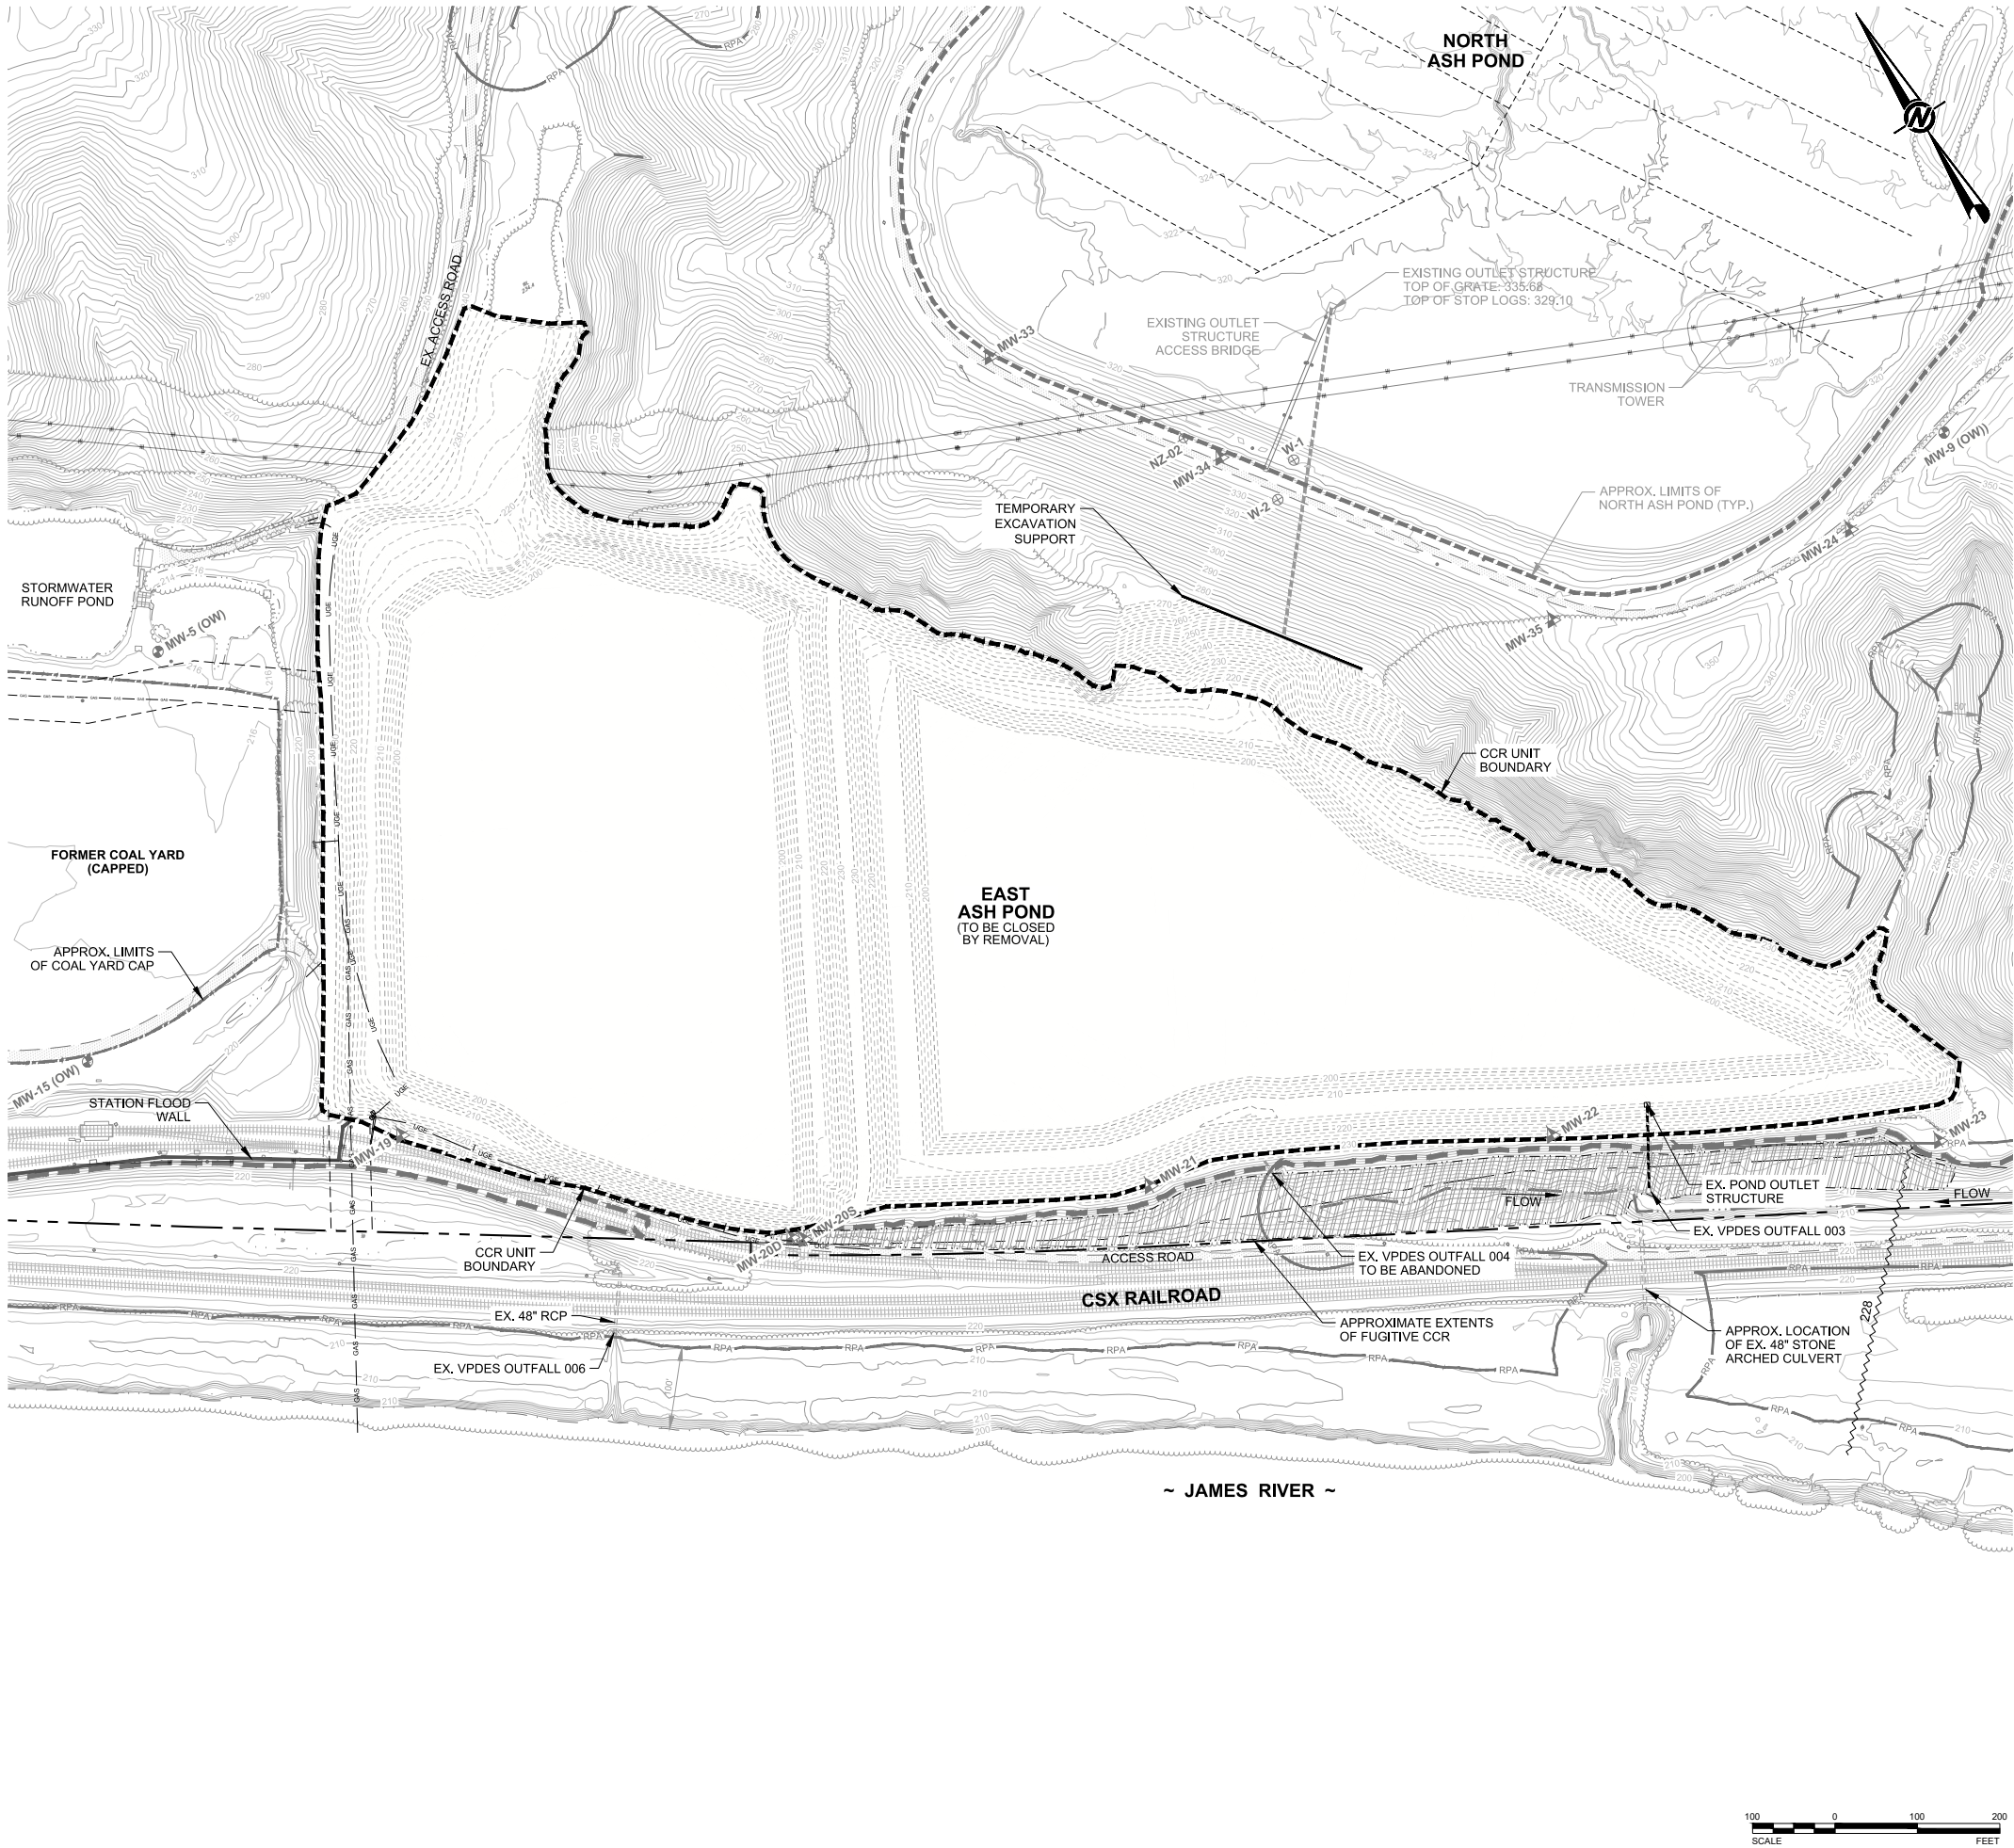 NORTH
ASH POND
N
EX. ACCESS ROAD
EXISTING OUTLET STRUCTURE
TOP OF GRATE: 335.68
TOP OF STOP LOGS: 329.10
EXISTING OUTLET
STRUCTURE
ACCESS BRIDGE
MW-33
TRANSMISSION
TOWER
NZ-02
MW-34
W-1
W-2
MW-9 (OW))
APPROX. LIMITS OF
NORTH ASH POND (TYP.)
MW-24
TEMPORARY
EXCAVATION
SUPPORT
MW-35
STORMWATER
RUNOFF POND
MW-5 (OW)
CCR UNIT
BOUNDARY
FORMER COAL YARD
(CAPPED)
EAST
ASH POND
(TO BE CLOSED
BY REMOVAL)
APPROX. LIMITS
OF COAL YARD CAP
MW-15 (OW)
STATION FLOOD
WALL
MW-19
MW-20D
MW-20S
MW-21
MW-22
MW-23
EX. POND OUTLET
STRUCTURE
FLOW
FLOW
EX. VPDES OUTFALL 003
CCR UNIT
BOUNDARY
ACCESS ROAD
EX. VPDES OUTFALL 004
TO BE ABANDONED
CSX RAILROAD
EX. 48" RCP
APPROXIMATE EXTENTS
OF FUGITIVE CCR
228
APPROX. LOCATION
OF EX. 48" STONE
ARCHED CULVERT
EX. VPDES OUTFALL 006
100'
RPA
UGE
GAS
~ JAMES RIVER ~
100 0 100 200
SCALE FEET